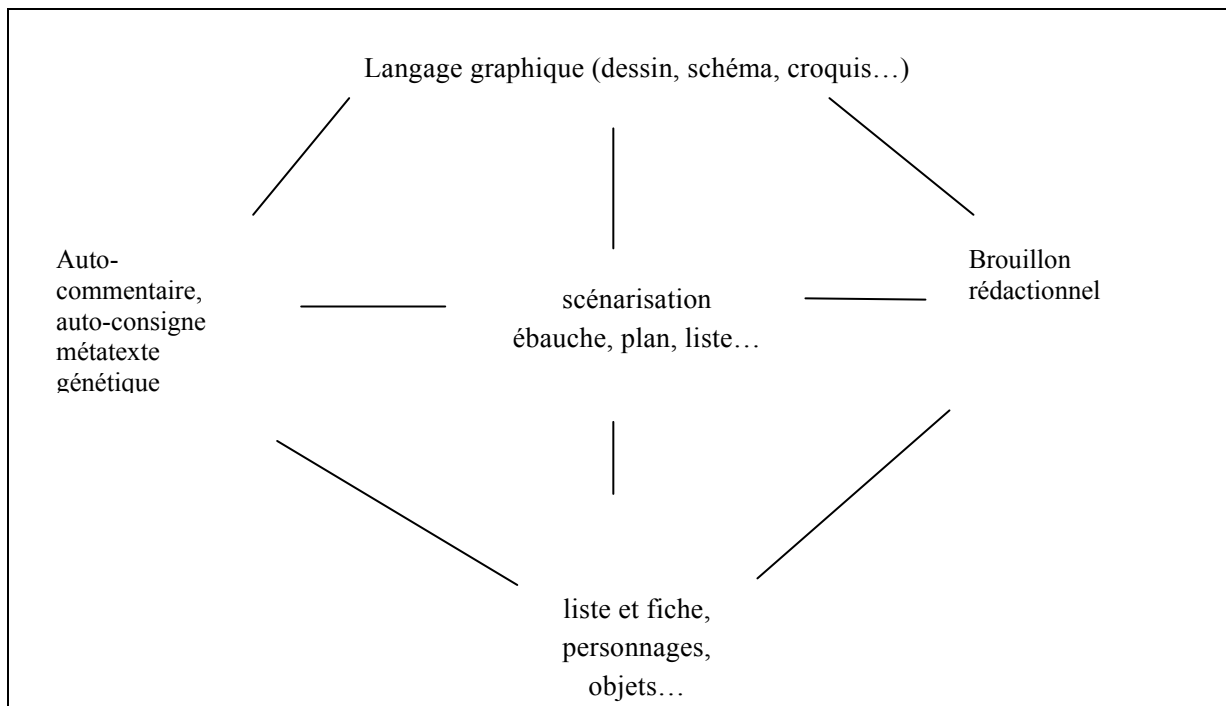 Langage graphique (dessin, schéma, croquis…)
Auto-
commentaire,
auto-consigne
métatexte
génétique
scénarisation
ébauche, plan, liste…
Brouillon
rédactionnel
liste et fiche,
personnages,
objets…